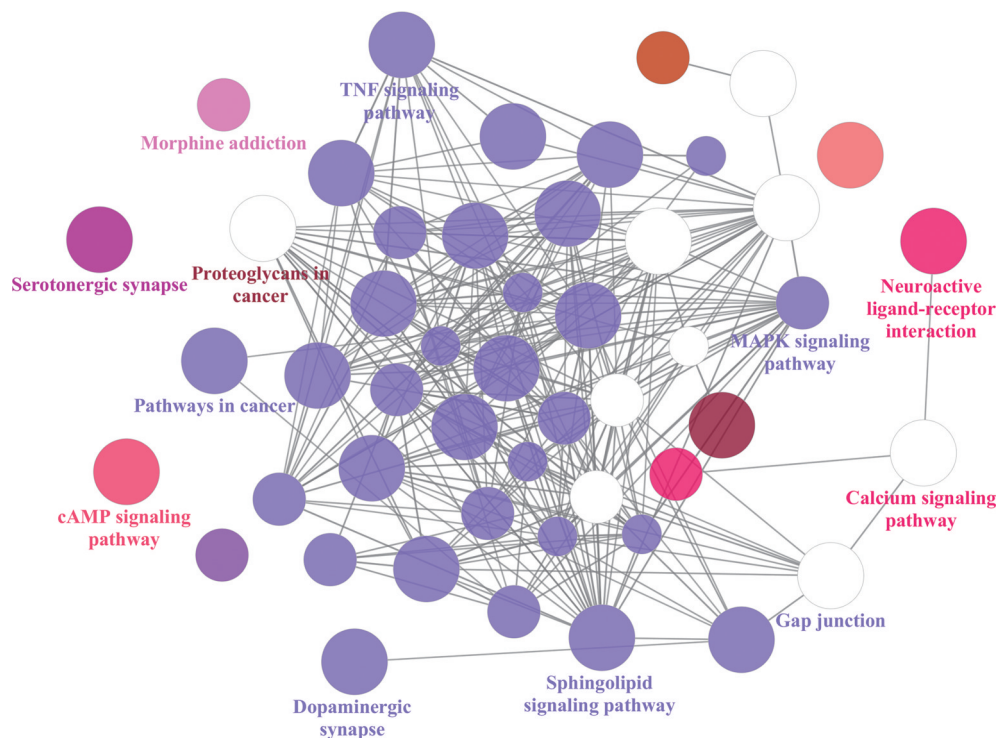 TNF signaling
pathway
Morphine addiction
Serotonergic synapse
Proteoglycans in
cancer
Neuroactive
ligand-receptor
interaction
MAPK signaling
pathway
Pathways in cancer
cAMP signaling
pathway
Calcium signaling
pathway
Gap junction
Sphingolipid
signaling pathway
Dopaminergic
synapse